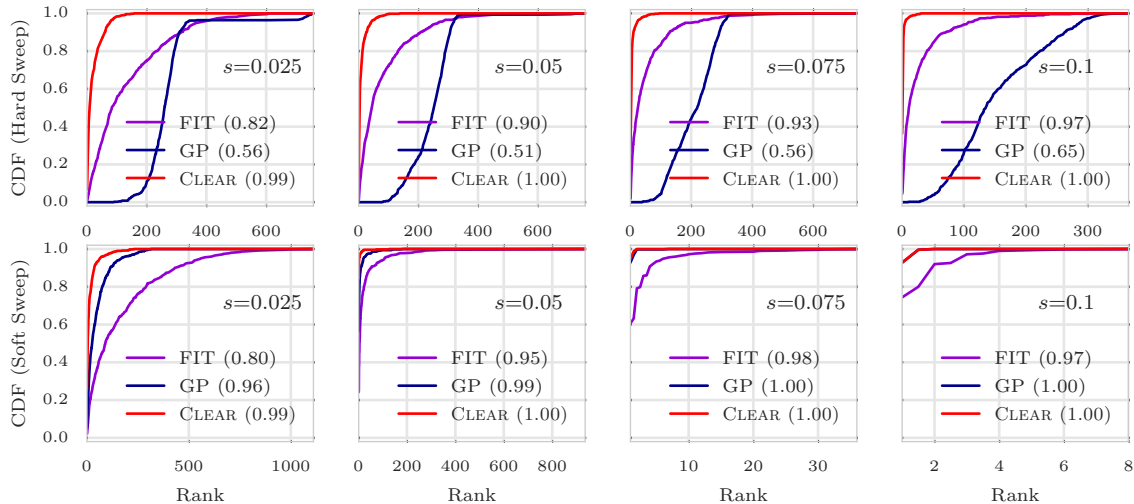 CDF (Hard Sweep)
1.0
0.8
0.6
0.4
0.2
0.0
s=0.025
FIT (0.82)
GP (0.56)
CLEAR (0.99)
0 200 400 600
s=0.05
FIT (0.90)
GP (0.51)
CLEAR (1.00)
0 200 400 600
s=0.075
FIT (0.93)
GP (0.56)
CLEAR (1.00)
0 200 400 600
s=0.1
FIT (0.97)
GP (0.65)
CLEAR (1.00)
0 100 200 300
CDF (Soft Sweep)
1.0
0.8
0.6
0.4
0.2
0.0
s=0.025
FIT (0.80)
GP (0.96)
CLEAR (0.99)
0 500 1000
Rank
s=0.05
FIT (0.95)
GP (0.99)
CLEAR (1.00)
0 200 400 600 800
Rank
s=0.075
FIT (0.98)
GP (1.00)
CLEAR (1.00)
10 20 30
Rank
s=0.1
FIT (0.97)
GP (1.00)
CLEAR (1.00)
2 4 6 8
Rank